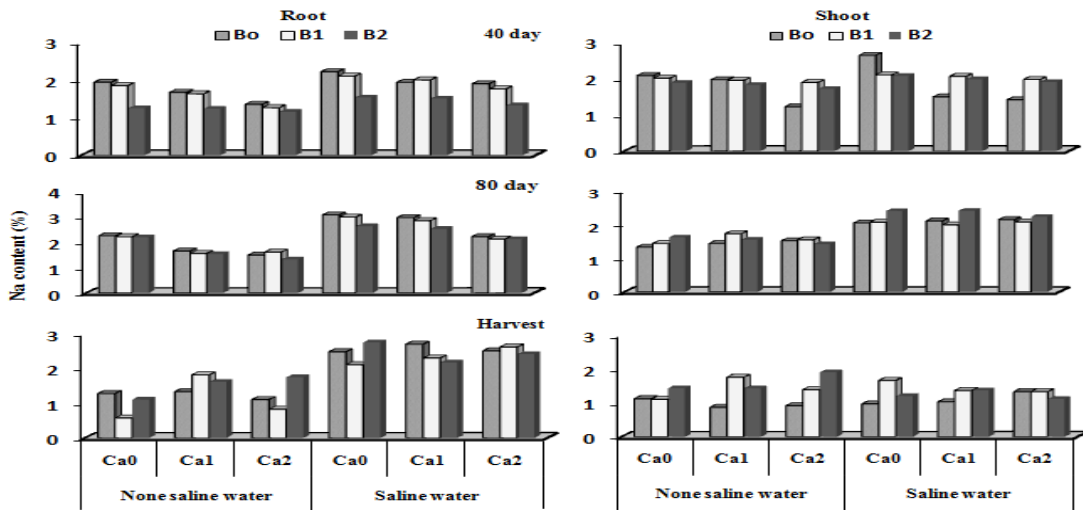 Root
Bo B1 B2
40 day
3
2
1
0
80 day
4
3
2
1
0
Harvest
3
2
1
0
Na content (%)
Ca0 Ca1 Ca2 Ca0 Ca1 Ca2
None saline water Saline water
Shoot
Bo B1 B2
3
2
1
0
3
2
1
0
3
2
1
0
Ca0 Ca1 Ca2 Ca0 Ca1 Ca2
None saline water Saline water